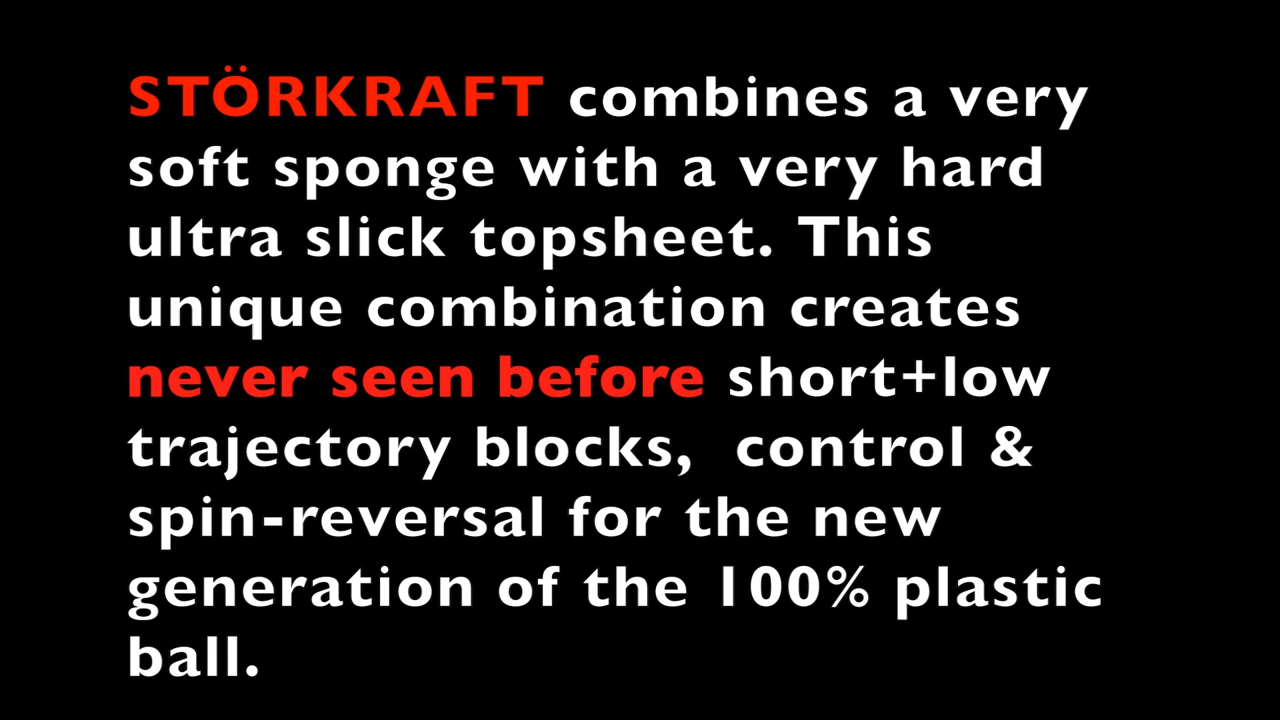 STÖRKRAFT combines a very
soft sponge with a very hard
ultra slick topsheet. This
unique combination creates
never seen before short+low
trajectory blocks,  control &
spin-reversal for the new
generation of the 100% plastic
ball.